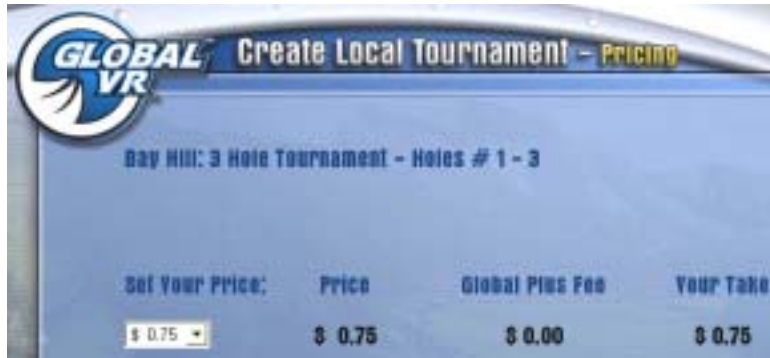 GLOBAL VR
Create Local Tournament - Pricing
Bay Hill: 3 Hole Tournament - Holes # 1 - 3
Set Your Price: Price Global Plus Fee Your Take
$ 0.75 $ 0.75 $ 0.00 $ 0.75